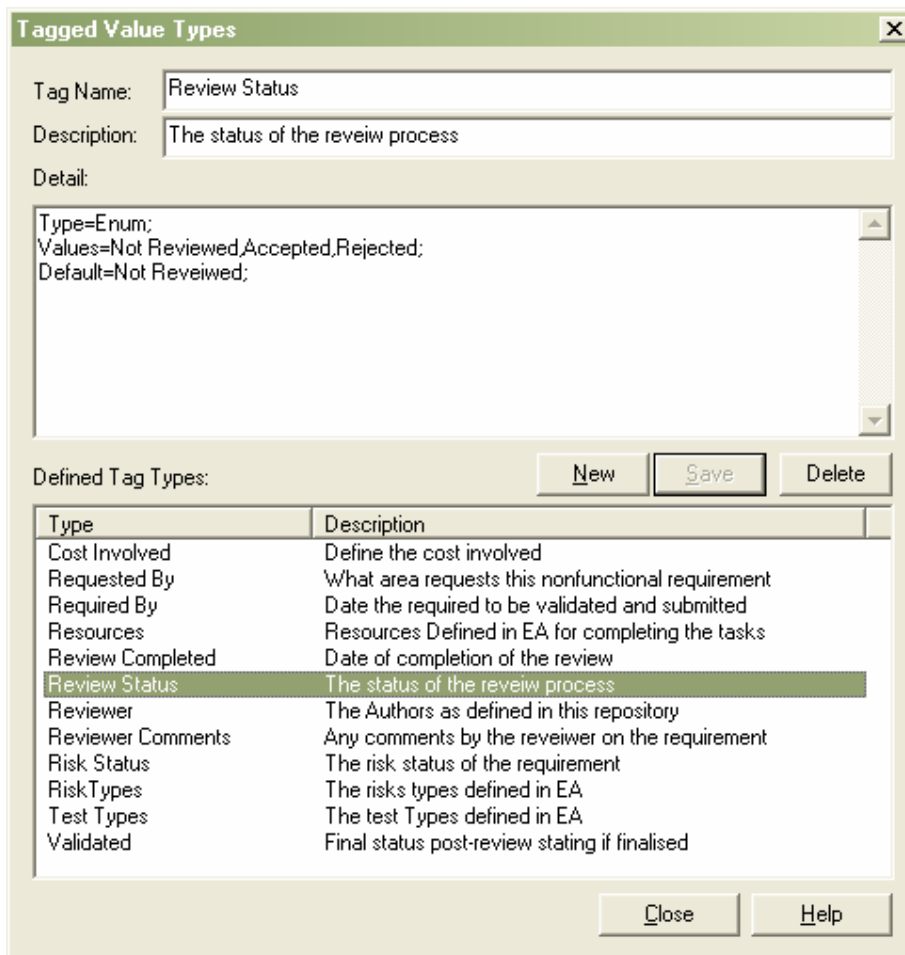 Tagged Value Types
Tag Name: Review Status
Description: The status of the reveiw process
Detail:
Type=Enum;
Values=Not Reviewed,Accepted,Rejected;
Default=Not Reveiwed;
Defined Tag Types: New Save Delete
Type Description
Cost Involved Define the cost involved
Requested By What area requests this nonfunctional requirement
Required By Date the required to be validated and submitted
Resources Resources Defined in EA for completing the tasks
Review Completed Date of completion of the review
Review Status The status of the reveiw process
Reviewer The Authors as defined in this repository
Reviewer Comments Any comments by the reveiwer on the requirement
Risk Status The risk status of the requirement
RiskTypes The risks types defined in EA
Test Types The test Types defined in EA
Validated Final status post-review stating if finalised
Close Help